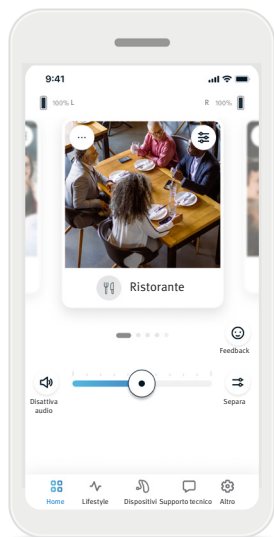 9:41
100% L
R 100%
Ristorante
Feedback
Disattiva
audio
Separa
Home
Lifestyle
Dispositivi
Supporto tecnico
Altro